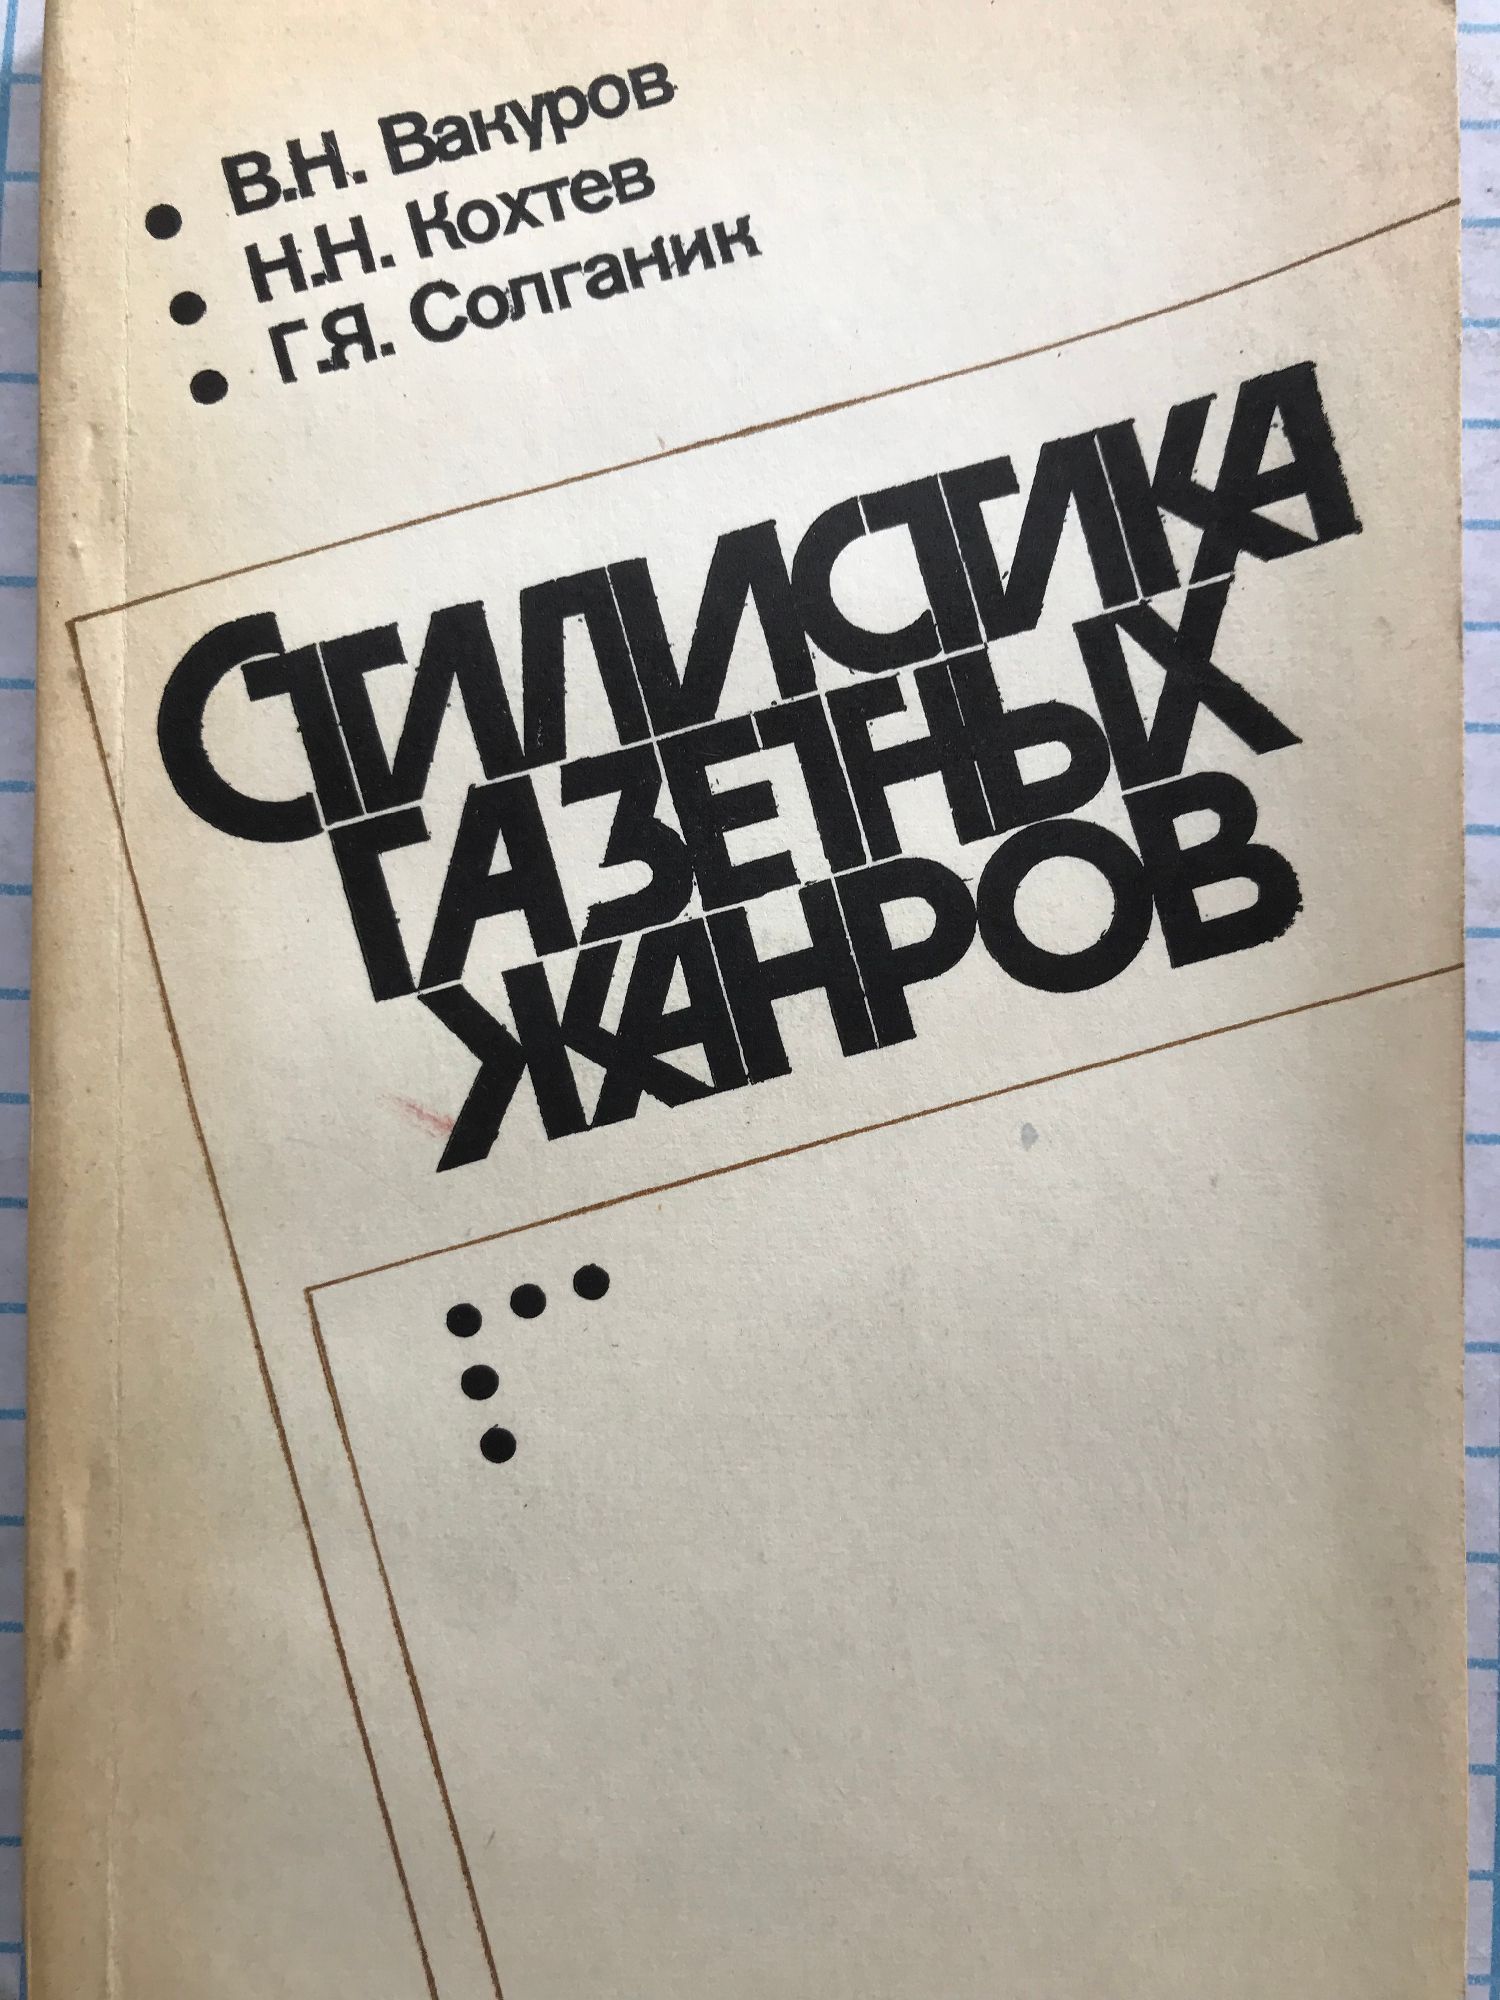 В.Н. Вакуров
Н.Н. Кохтев
Г.Я. Солганик
СТИЛИСТИКА
ГАЗЕТНЫХ
ЖАНРОВ